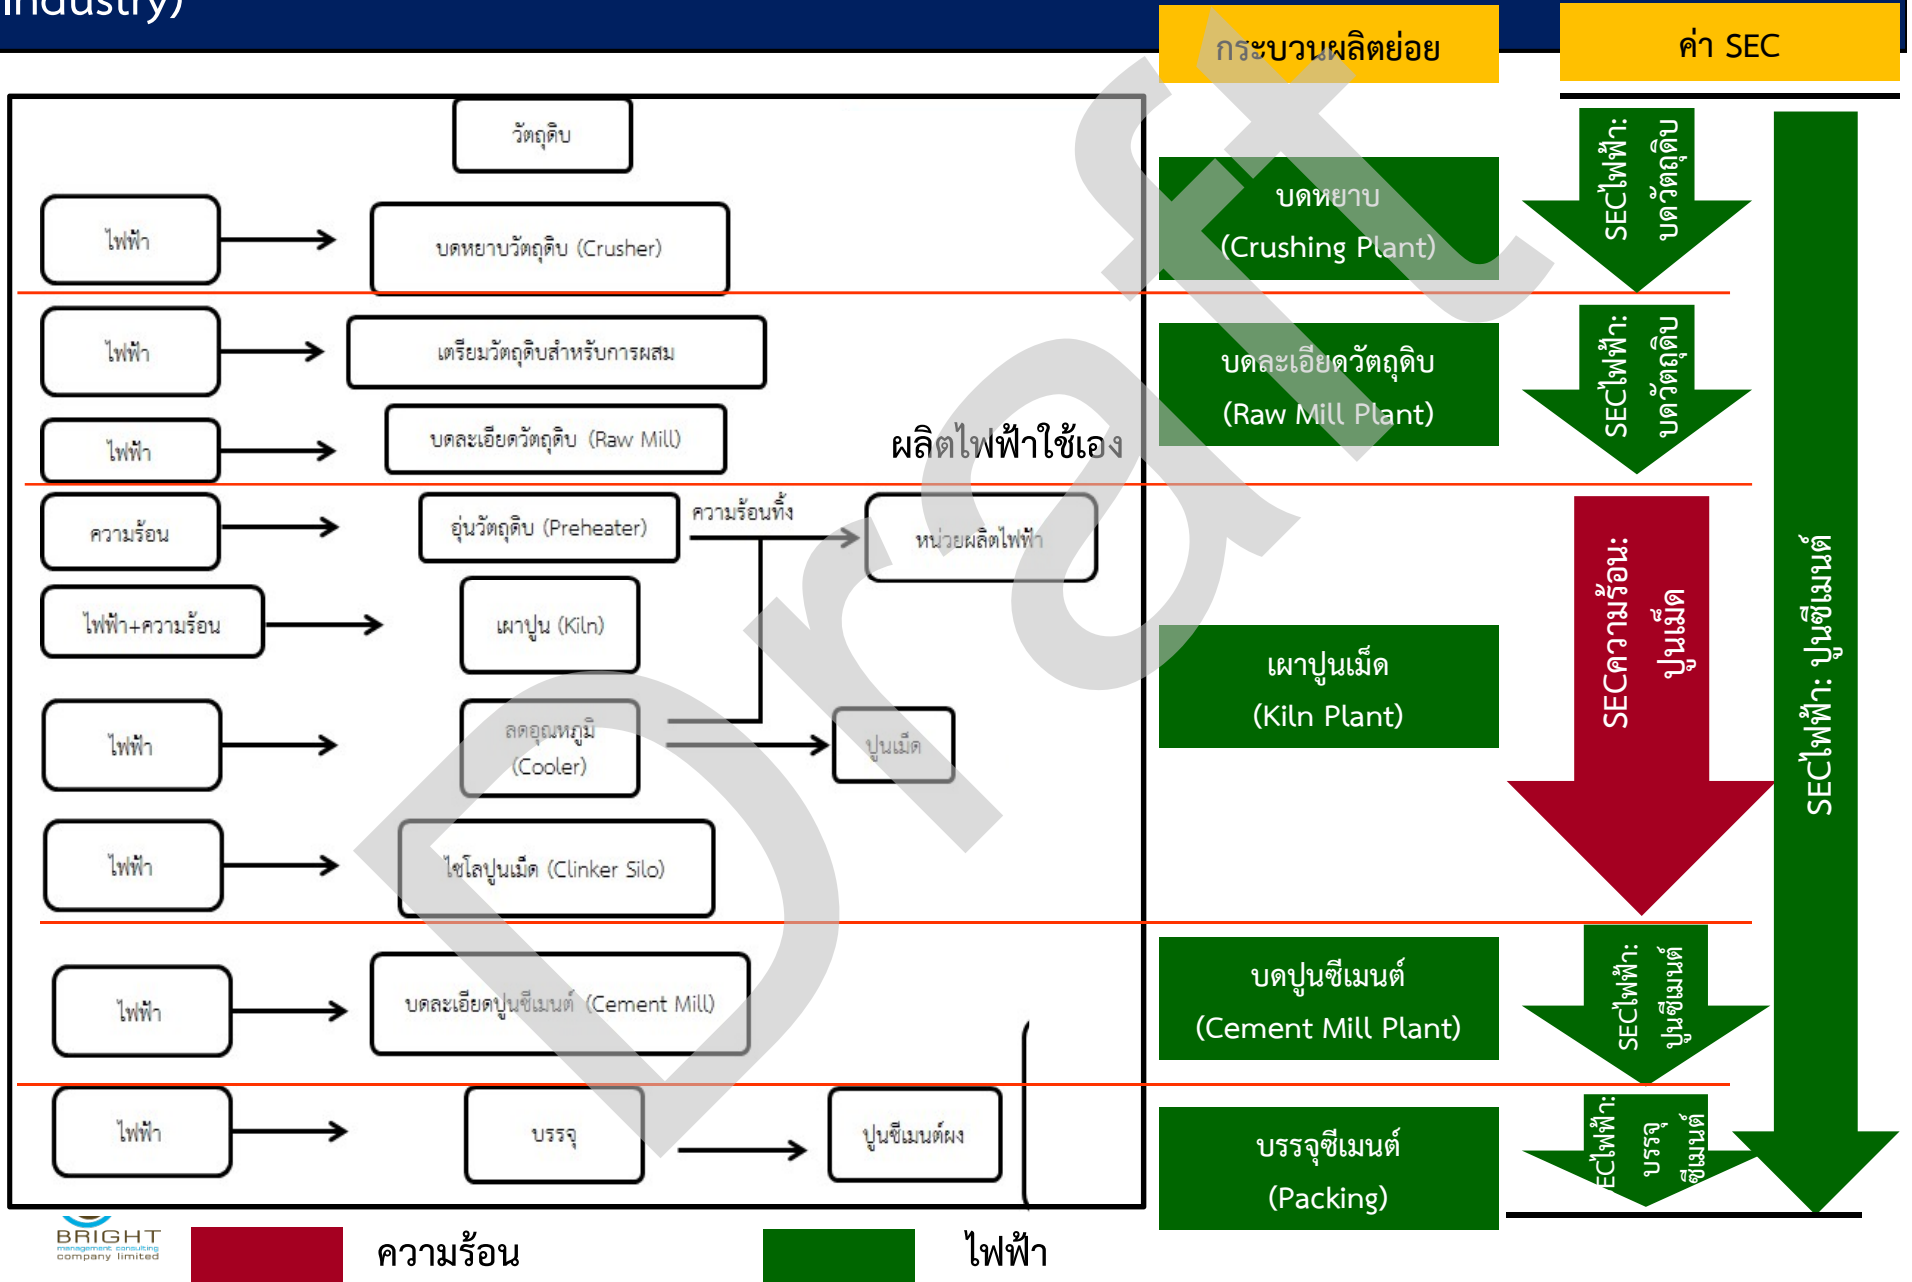 Industry)
กระบวนผลิตย่อย
ค่า SEC
วัตถุดิบ
ไฟฟ้า
บดหยาบวัตถุดิบ (Crusher)
บดหยาบ
(Crushing Plant)
SECไฟฟ้า:
บดวัตถุดิบ
ไฟฟ้า
เตรียมวัตถุดิบสำหรับการผสม
ไฟฟ้า
บดละเอียดวัตถุดิบ (Raw Mill)
ผลิตไฟฟ้าใช้เอง
บดละเอียดวัตถุดิบ
(Raw Mill Plant)
SECไฟฟ้า:
บดวัตถุดิบ
ความร้อน
อุ่นวัตถุดิบ (Preheater)
ความร้อนทิ้ง
หน่วยผลิตไฟฟ้า
ไฟฟ้า+ความร้อน
เผาปูน (Kiln)
ไฟฟ้า
ลดอุณหภูมิ
(Cooler)
ปูนเม็ด
เผาปูนเม็ด
(Kiln Plant)
SECความร้อน:
ปูนเม็ด
SECไฟฟ้า: ปูนซีเมนต์
ไฟฟ้า
ไซโลปูนเม็ด (Clinker Silo)
ไฟฟ้า
บดละเอียดปูนซีเมนต์ (Cement Mill)
บดปูนซีเมนต์
(Cement Mill Plant)
SECไฟฟ้า:
ปูนซีเมนต์
ไฟฟ้า
บรรจุ
ปูนซีเมนต์ผง
บรรจุซีเมนต์
(Packing)
SECไฟฟ้า:
บรรจุ
ซีเมนต์
Draft
BRIGHT
management consulting
company limited
ความร้อน
ไฟฟ้า